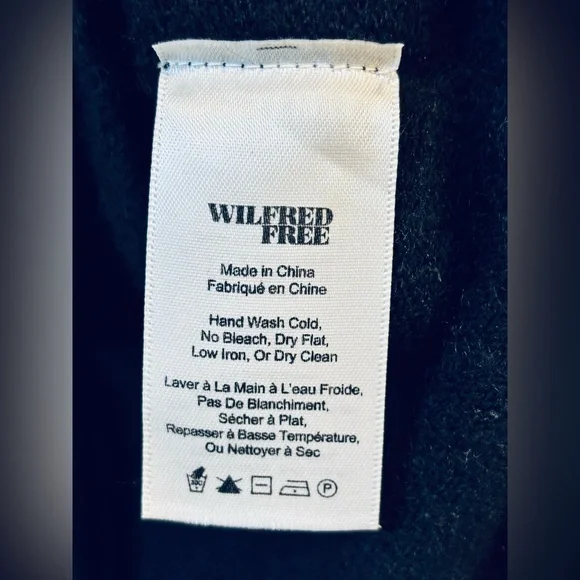 WILFRED
FREE
Made in China
Fabriqué en Chine
Hand Wash Cold,
No Bleach, Dry Flat,
Low Iron, Or Dry Clean
Laver à La Main à L'eau Froide,
Pas De Blanchiment,
Sécher à Plat,
Repasser à Basse Température,
Ou Nettoyer à Sec
P